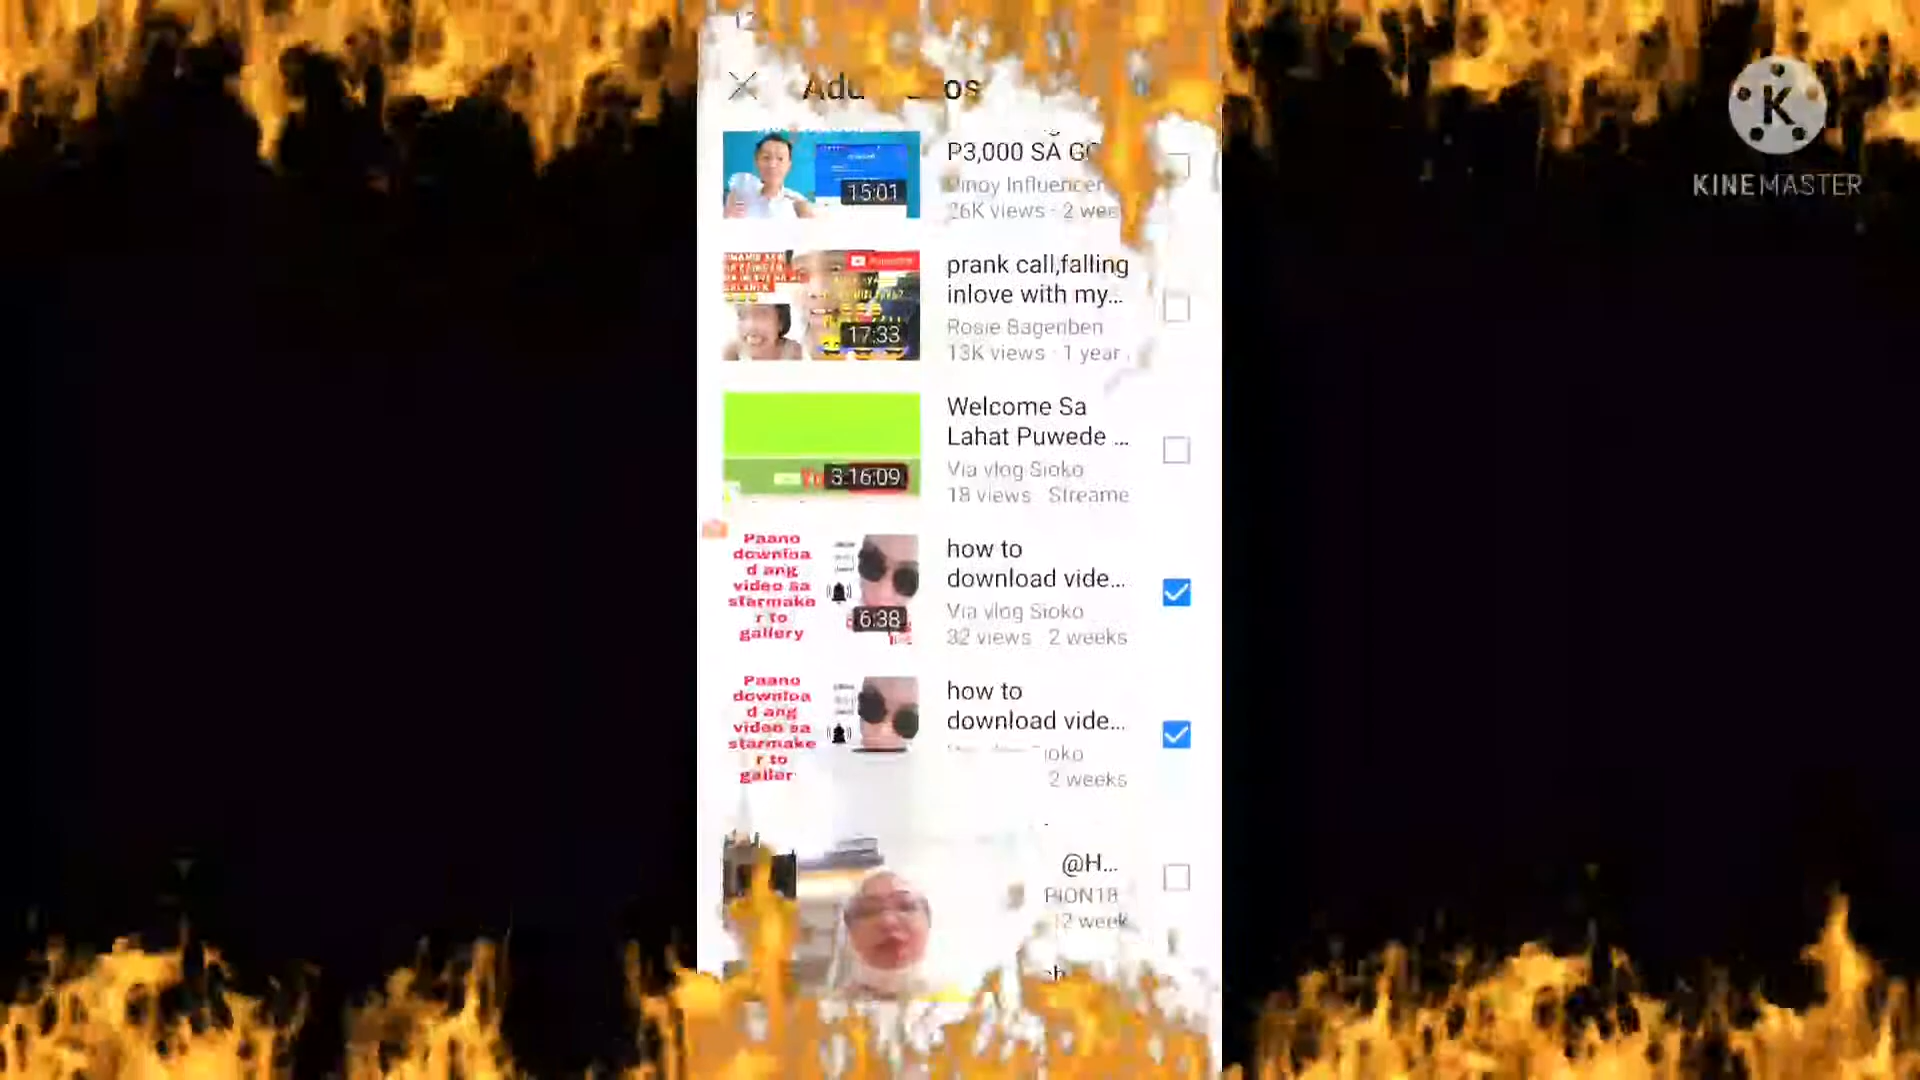 KINEMASTER
P3,000 SA
15:01
Pinoy Influencer
26K views · 2
prank call,falling
inlove with my...
17:33
Rosie Bagenben
13K views · 1 year
Welcome Sa
Lahat Puwede ...
3:16:09
Via vlog Sioko
18 views · Streame
Paano
downloa
d ang
video sa
starmake
r to
gallery
how to
download vide...
6:38
Via vlog Sioko
32 views · 2 weeks
Paano
downloa
d ang
video sa
starmake
r to
how to
download vide...
2 weeks
@H...